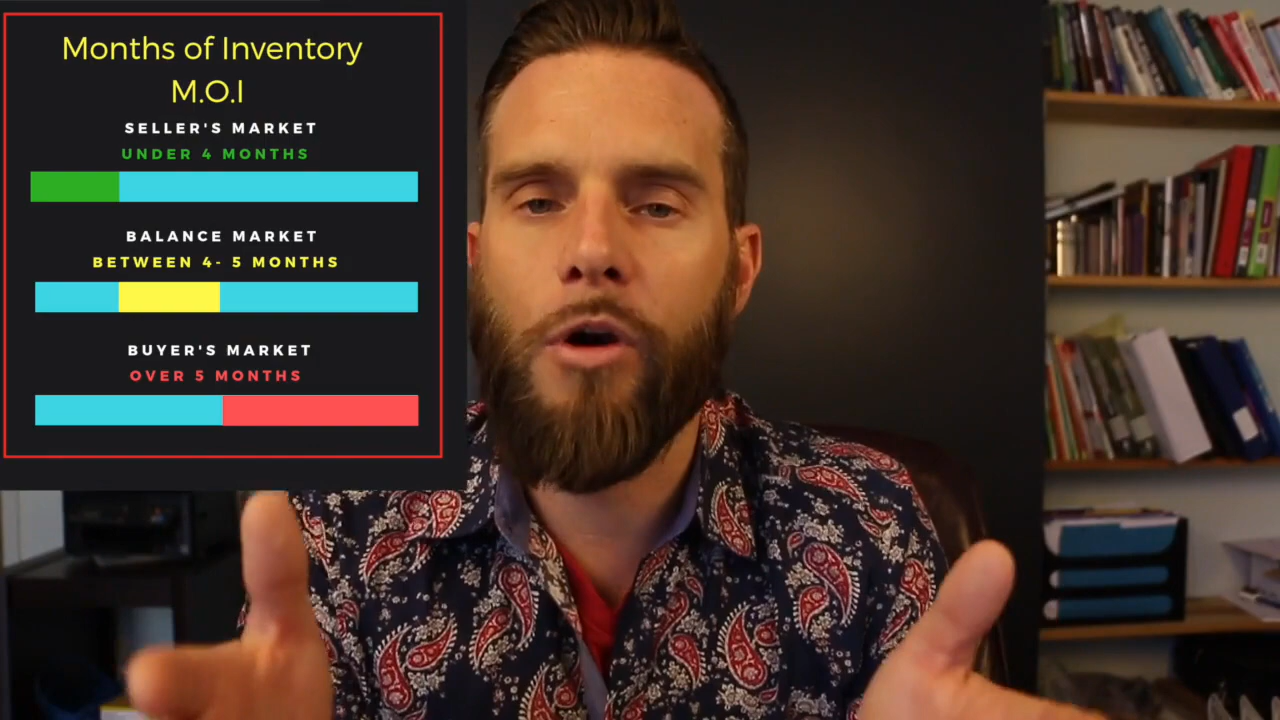 Months of Inventory
M.O.I
SELLER'S MARKET
UNDER 4 MONTHS
BALANCE MARKET
BETWEEN 4- 5 MONTHS
BUYER'S MARKET
OVER 5 MONTHS